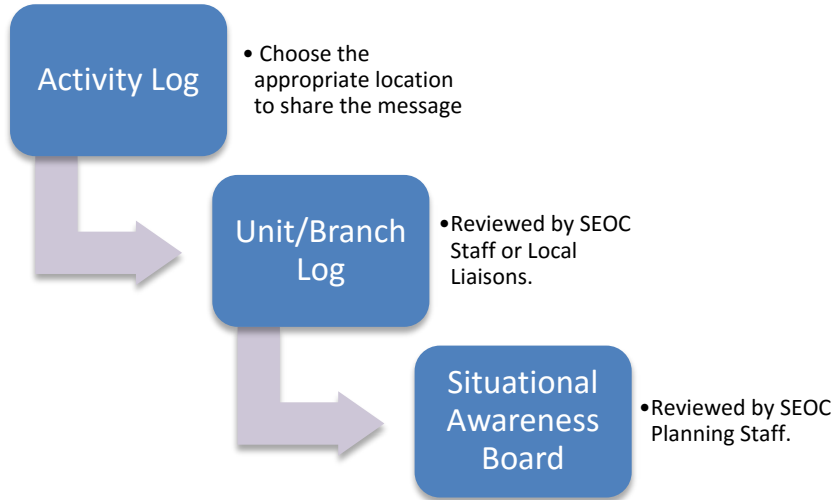 Activity Log
• Choose the
appropriate location
to share the message
Unit/Branch
Log
•Reviewed by SEOC
Staff or Local
Liaisons.
Situational
Awareness
Board
•Reviewed by SEOC
Planning Staff.